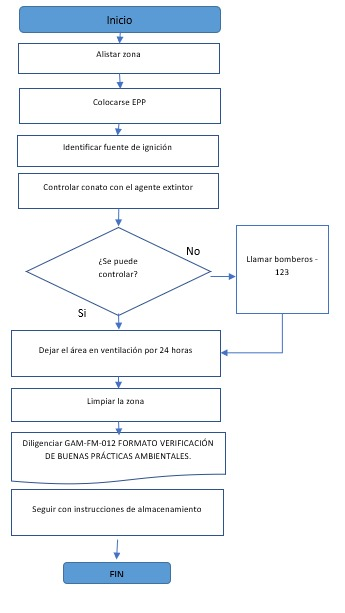 Inicio
Alistar zona
Colocarse EPP
Identificar fuente de ignición
Controlar conato con el agente extintor
¿Se puede
controlar?
No
Llamar bomberos -
123
Si
Dejar el área en ventilación por 24 horas
Limpiar la zona
Diligenciar GAM-FM-012 FORMATO VERIFICACIÓN
DE BUENAS PRÁCTICAS AMBIENTALES.
Seguir con instrucciones de almacenamiento
FIN